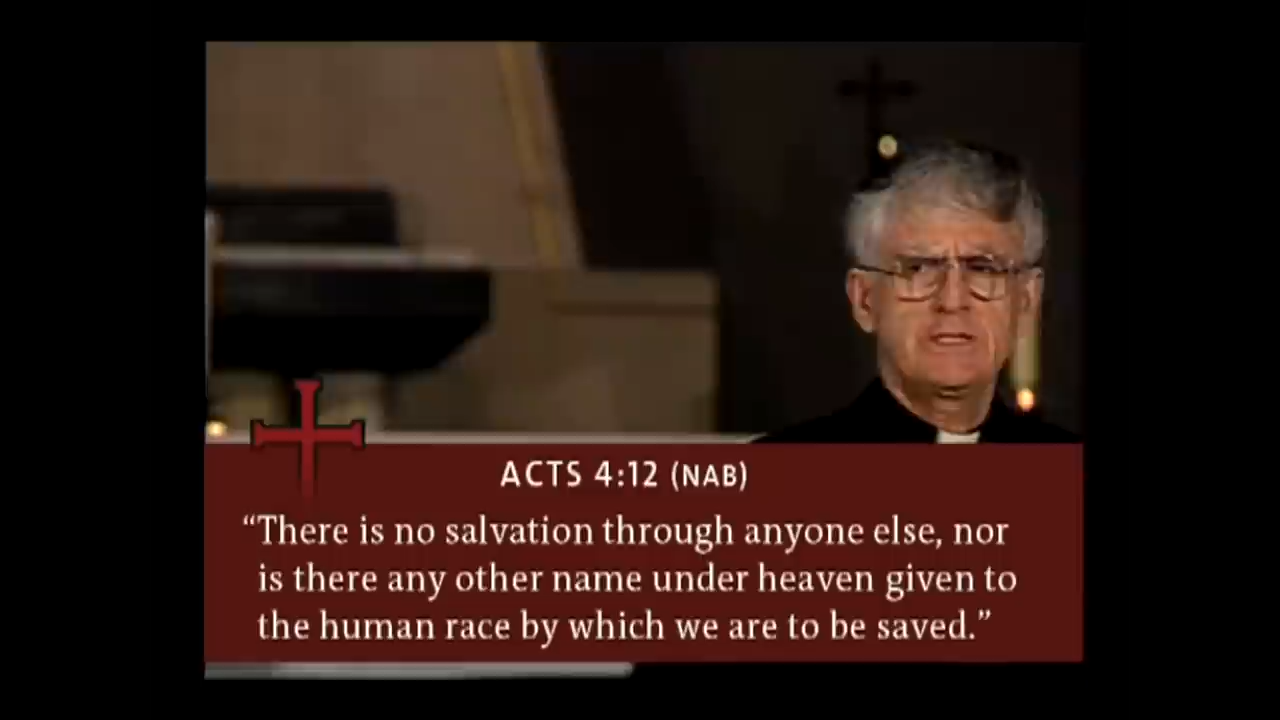 ACTS 4:12 (NAB)
“There is no salvation through anyone else, nor
is there any other name under heaven given to
the human race by which we are to be saved.”